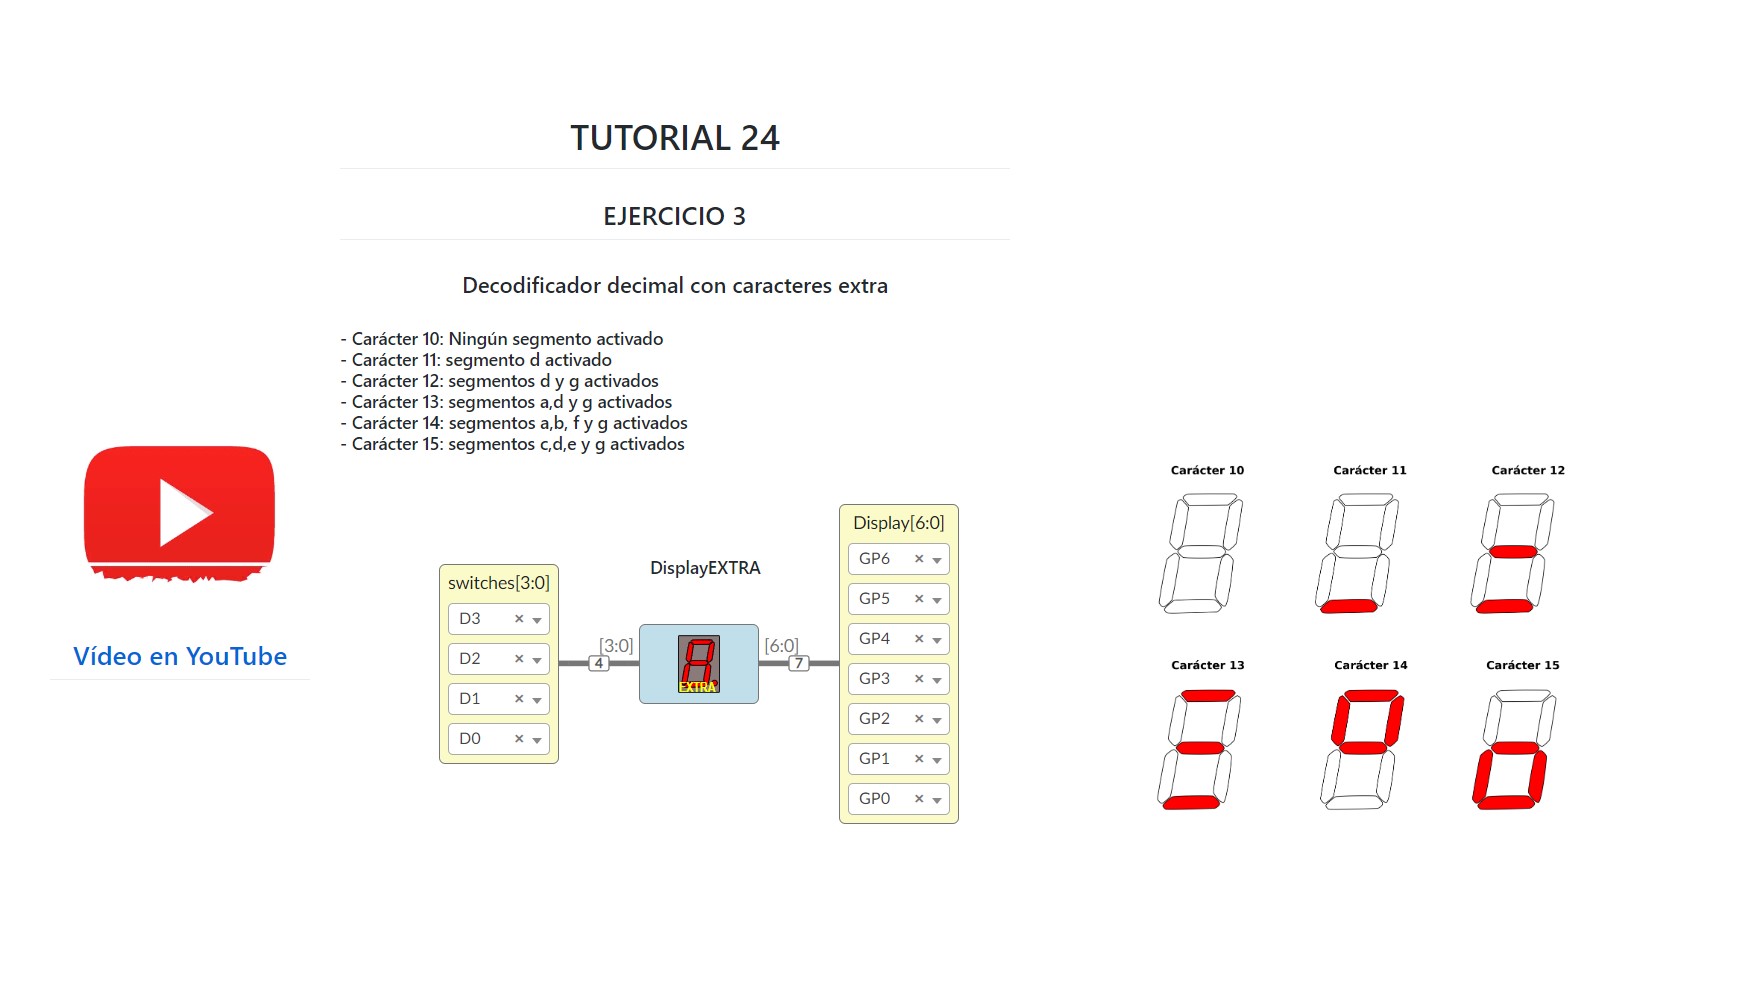 TUTORIAL 24
EJERCICIO 3
Decodificador decimal con caracteres extra
- Carácter 10: Ningún segmento activado
- Carácter 11: segmento d activado
- Carácter 12: segmentos d y g activados
- Carácter 13: segmentos a,d y g activados
- Carácter 14: segmentos a,b, f y g activados
- Carácter 15: segmentos c,d,e y g activados
Vídeo en YouTube
switches[3:0]
D3
D2
D1
D0
[3:0]
4
DisplayEXTRA
EXTRA
[6:0]
7
Display[6:0]
GP6
GP5
GP4
GP3
GP2
GP1
GP0
Carácter 10
Carácter 11
Carácter 12
Carácter 13
Carácter 14
Carácter 15